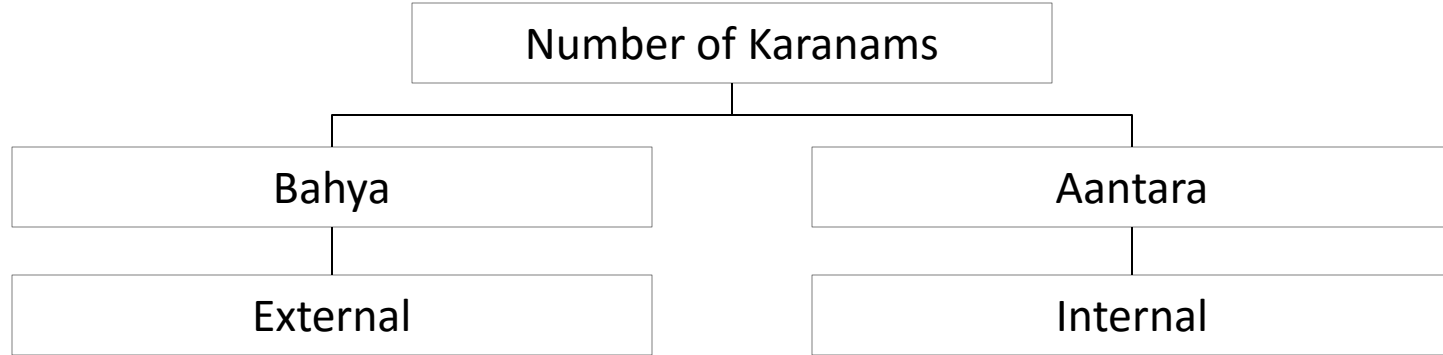 Number of Karanams
Bahya
Aantara
External
Internal